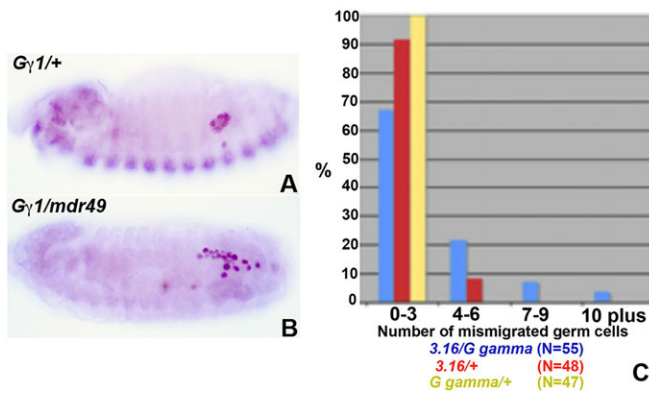 Gγ1/+
A
Gγ1/mdr49
B
100
90
80
70
60
50
40
30
20
10
0
%
0-3 4-6 7-9 10 plus
Number of mismigrated germ cells
3.16/G gamma (N=55)
3.16/+ (N=48)
G gamma/+ (N=47)
C